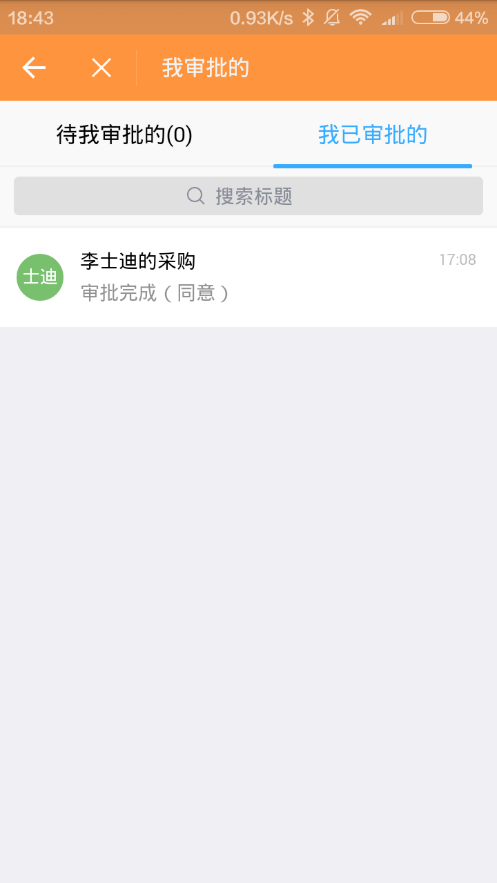 18:43 0.93K/s 44%
我审批的
待我审批的(0) 我已审批的
搜索标题
士迪 李士迪的采购 17:08
审批完成（同意）